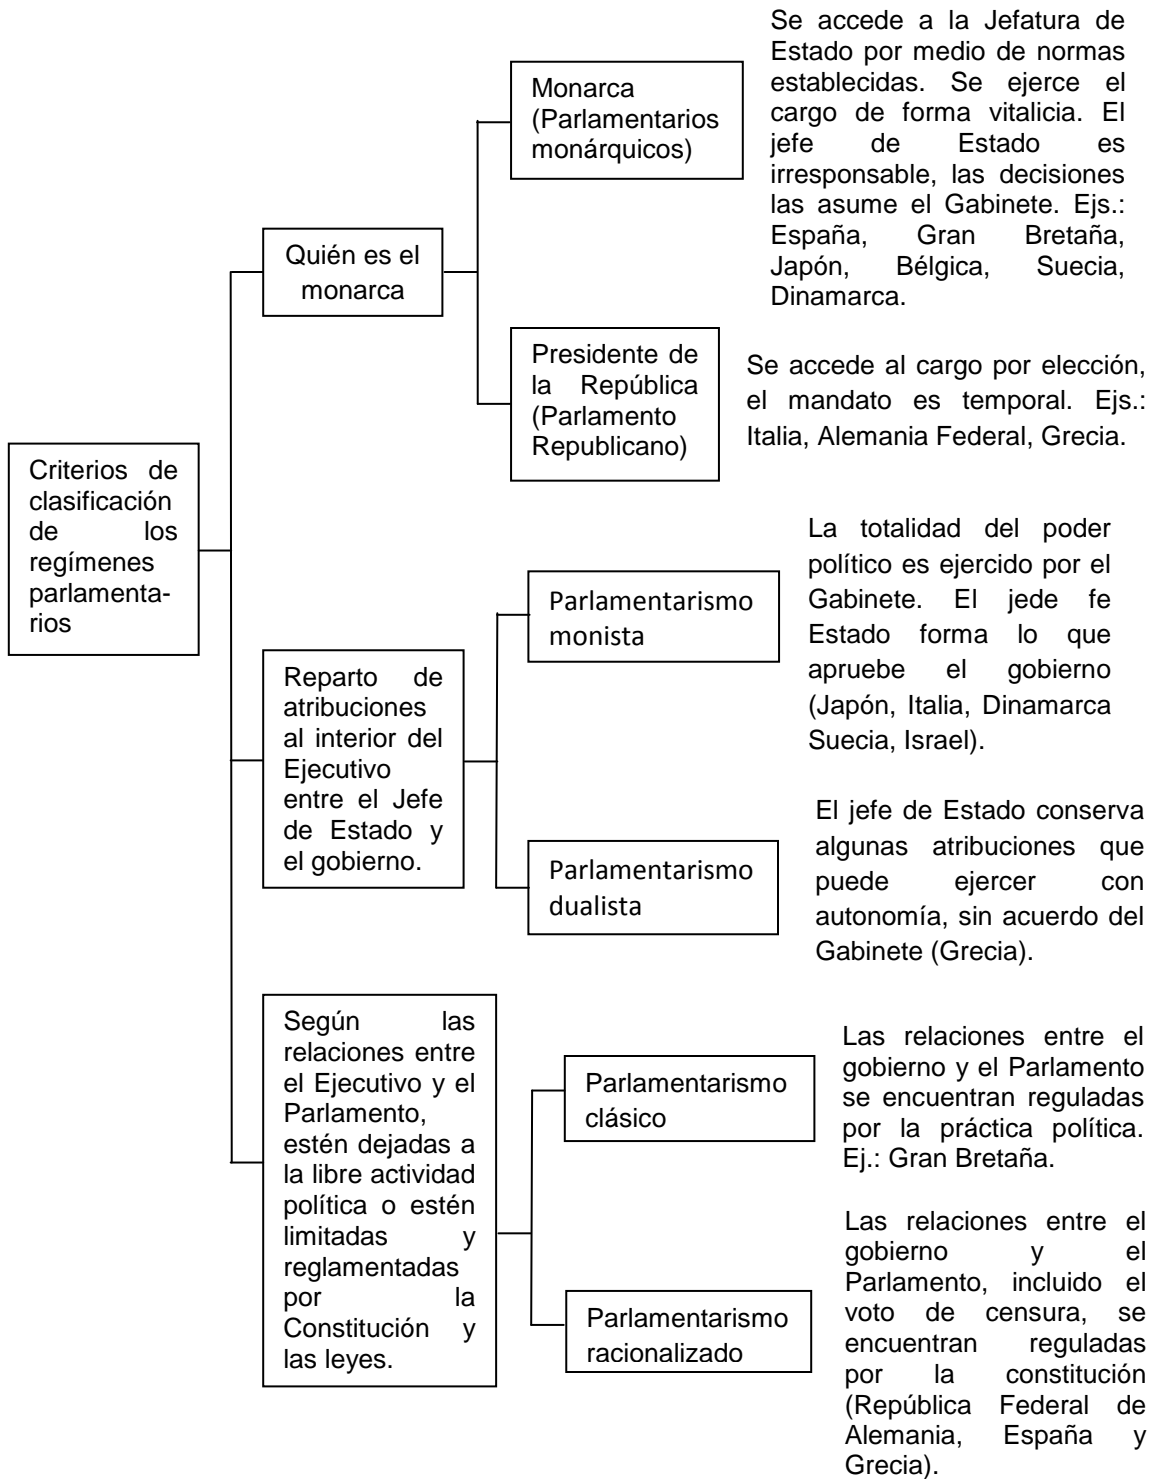 Criterios de
clasificación
de los
regímenes
parlamenta-
rios
Quién es el
monarca
Monarca
(Parlamentarios
monárquicos)
Se accede a la Jefatura de
Estado por medio de normas
establecidas. Se ejerce el
cargo de forma vitalicia. El
jefe de Estado es
irresponsable, las decisiones
las asume el Gabinete. Ejs.:
España, Gran Bretaña,
Japón, Bélgica, Suecia,
Dinamarca.
Presidente de
la República
(Parlamento
Republicano)
Se accede al cargo por elección,
el mandato es temporal. Ejs.:
Italia, Alemania Federal, Grecia.
Reparto de
atribuciones
al interior del
Ejecutivo
entre el Jefe
de Estado y
el gobierno.
Parlamentarismo
monista
La totalidad del poder
político es ejercido por el
Gabinete. El jede fe
Estado forma lo que
apruebe el gobierno
(Japón, Italia, Dinamarca
Suecia, Israel).
Parlamentarismo
dualista
El jefe de Estado conserva
algunas atribuciones que
puede ejercer con
autonomía, sin acuerdo del
Gabinete (Grecia).
Según las
relaciones entre
el Ejecutivo y el
Parlamento,
estén dejadas a
la libre actividad
política o estén
limitadas y
reglamentadas
por la
Constitución y
las leyes.
Parlamentarismo
clásico
Las relaciones entre el
gobierno y el Parlamento
se encuentran reguladas
por la práctica política.
Ej.: Gran Bretaña.
Parlamentarismo
racionalizado
Las relaciones entre el
gobierno y el
Parlamento, incluido el
voto de censura, se
encuentran reguladas
por la constitución
(República Federal de
Alemania, España y
Grecia).